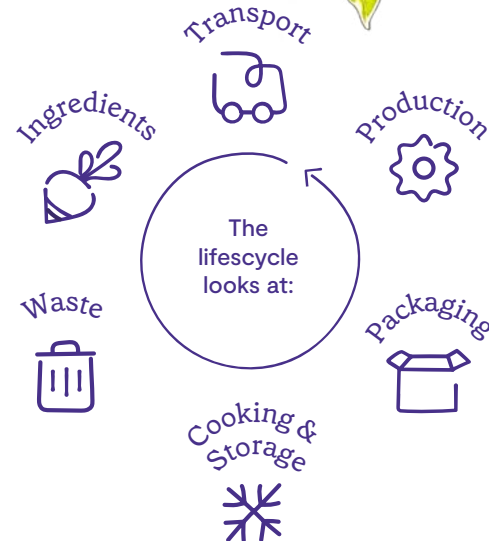 Transport
Ingredients
Production
The
lifescycle
looks at:
Waste
Packaging
Cooking &
Storage